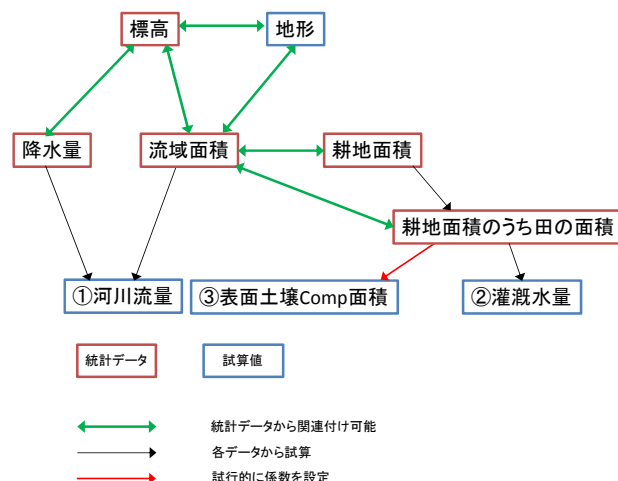 標高
地形
降水量
流域面積
耕地面積
耕地面積のうち田の面積
①河川流量
③表面土壌Comp面積
②灌漑水量
統計データ
試算値
統計データから関連付け可能
各データから試算
試行的に係数を設定